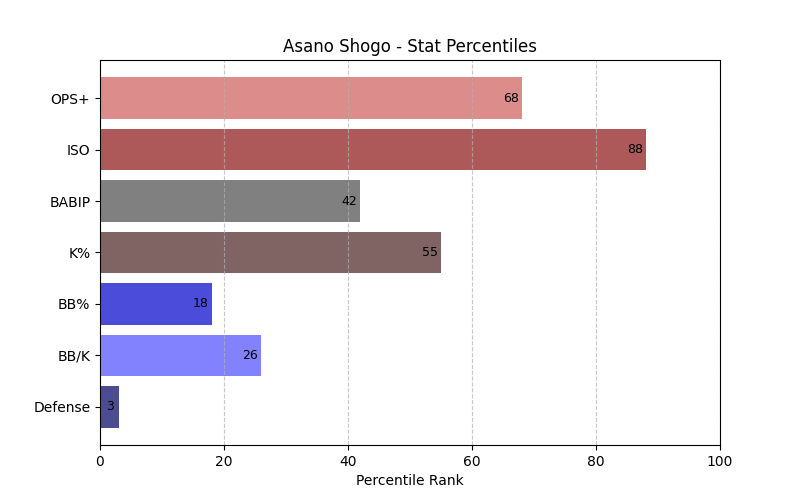 Asano Shogo - Stat Percentiles
OPS+ 68
ISO 88
BABIP 42
K% 55
BB% 18
BB/K 26
Defense 3
0 20 40 60 80 100
Percentile Rank